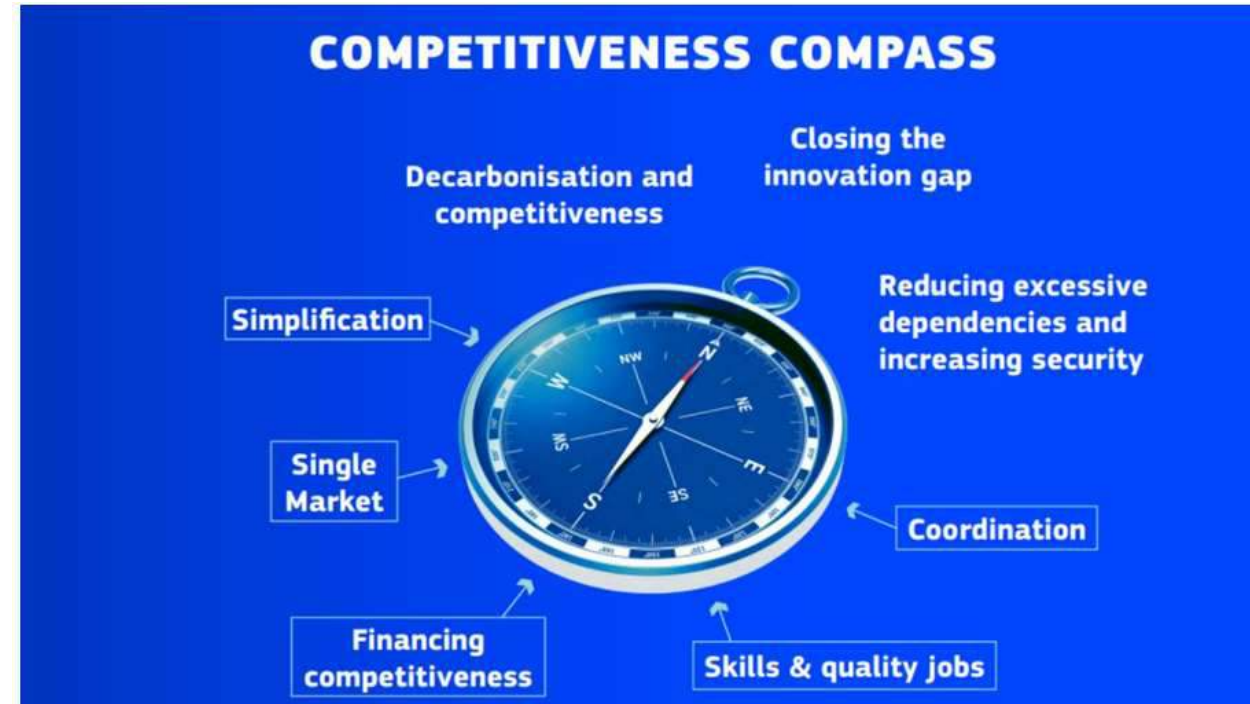 COMPETITIVENESS COMPASS
Closing the
innovation gap
Decarbonisation and
competitiveness
Reducing excessive
dependencies and
increasing security
Simplification
Single
Market
Coordination
Financing
competitiveness
Skills & quality jobs
N
NE
E
SE
S
SW
W
NW